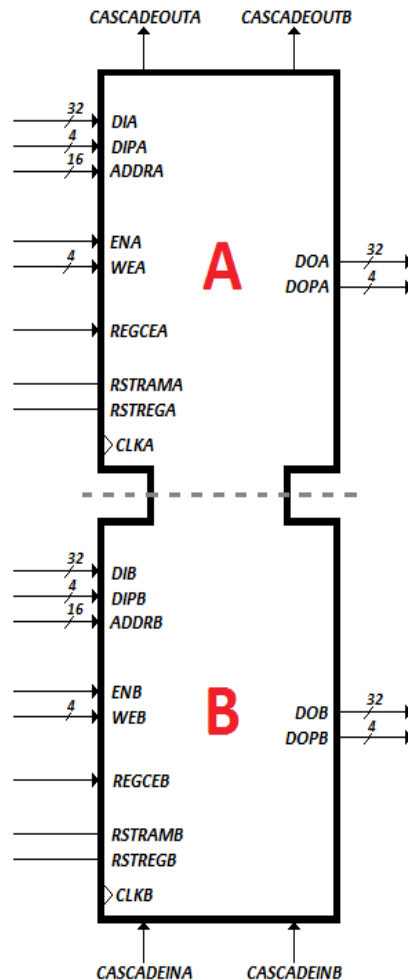 CASCADEOUTA CASCADEOUTB
32
DIA
4
DIPA
16
ADDRA
ENA
4
WEA
A
DOA
32
DOPA
4
REGCEA
RSTRAMA
RSTREGA
CLKA
32
DIB
4
DIPB
16
ADDRB
ENB
4
WEB
B
DOB
32
DOPB
4
REGCEB
RSTRAMB
RSTREGB
CLKB
CASCADEINA CASCADEINB